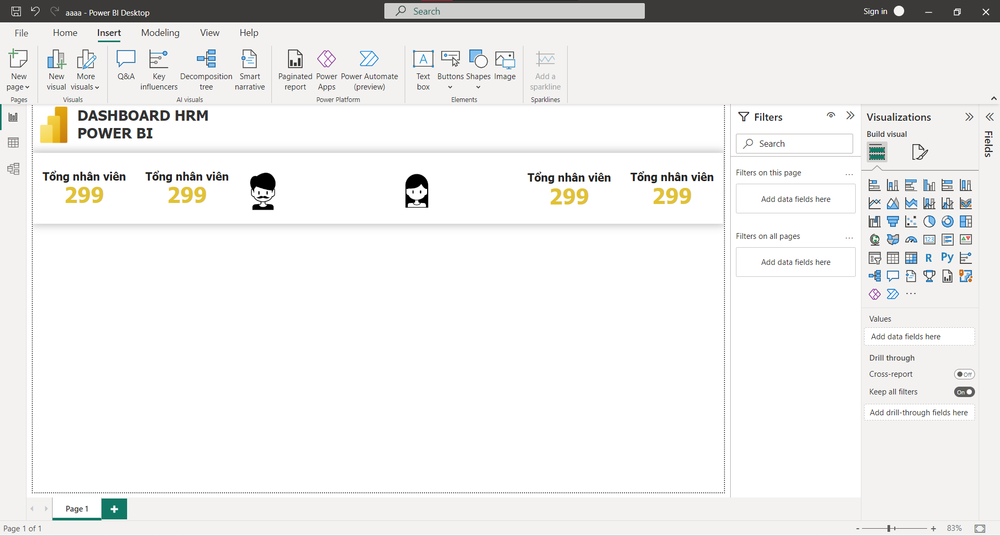 aaaa - Power BI Desktop
Search
Sign in
File
Home
Insert
Modeling
View
Help
New page
New visual
More visuals
Q&A
Key influencers
Decomposition tree
Smart narrative
Paginated report
Power Apps
Power Automate (preview)
Text box
A
Buttons
Shapes
Image
Add a sparkline
Pages
Visuals
AI visuals
Power Platform
Elements
Sparklines
DASHBOARD HRM
POWER BI
Tổng nhân viên
299
Tổng nhân viên
299
Tổng nhân viên
299
Tổng nhân viên
299
Filters
Search
Filters on this page
...
Add data fields here
Filters on all pages
...
Add data fields here
Visualizations
Build visual
123
R
Py
...
Values
Add data fields here
Drill through
Cross-report
Off
Keep all filters
On
Add drill-through fields here
Fields
Page 1
+
Page 1 of 1
-
+
83%